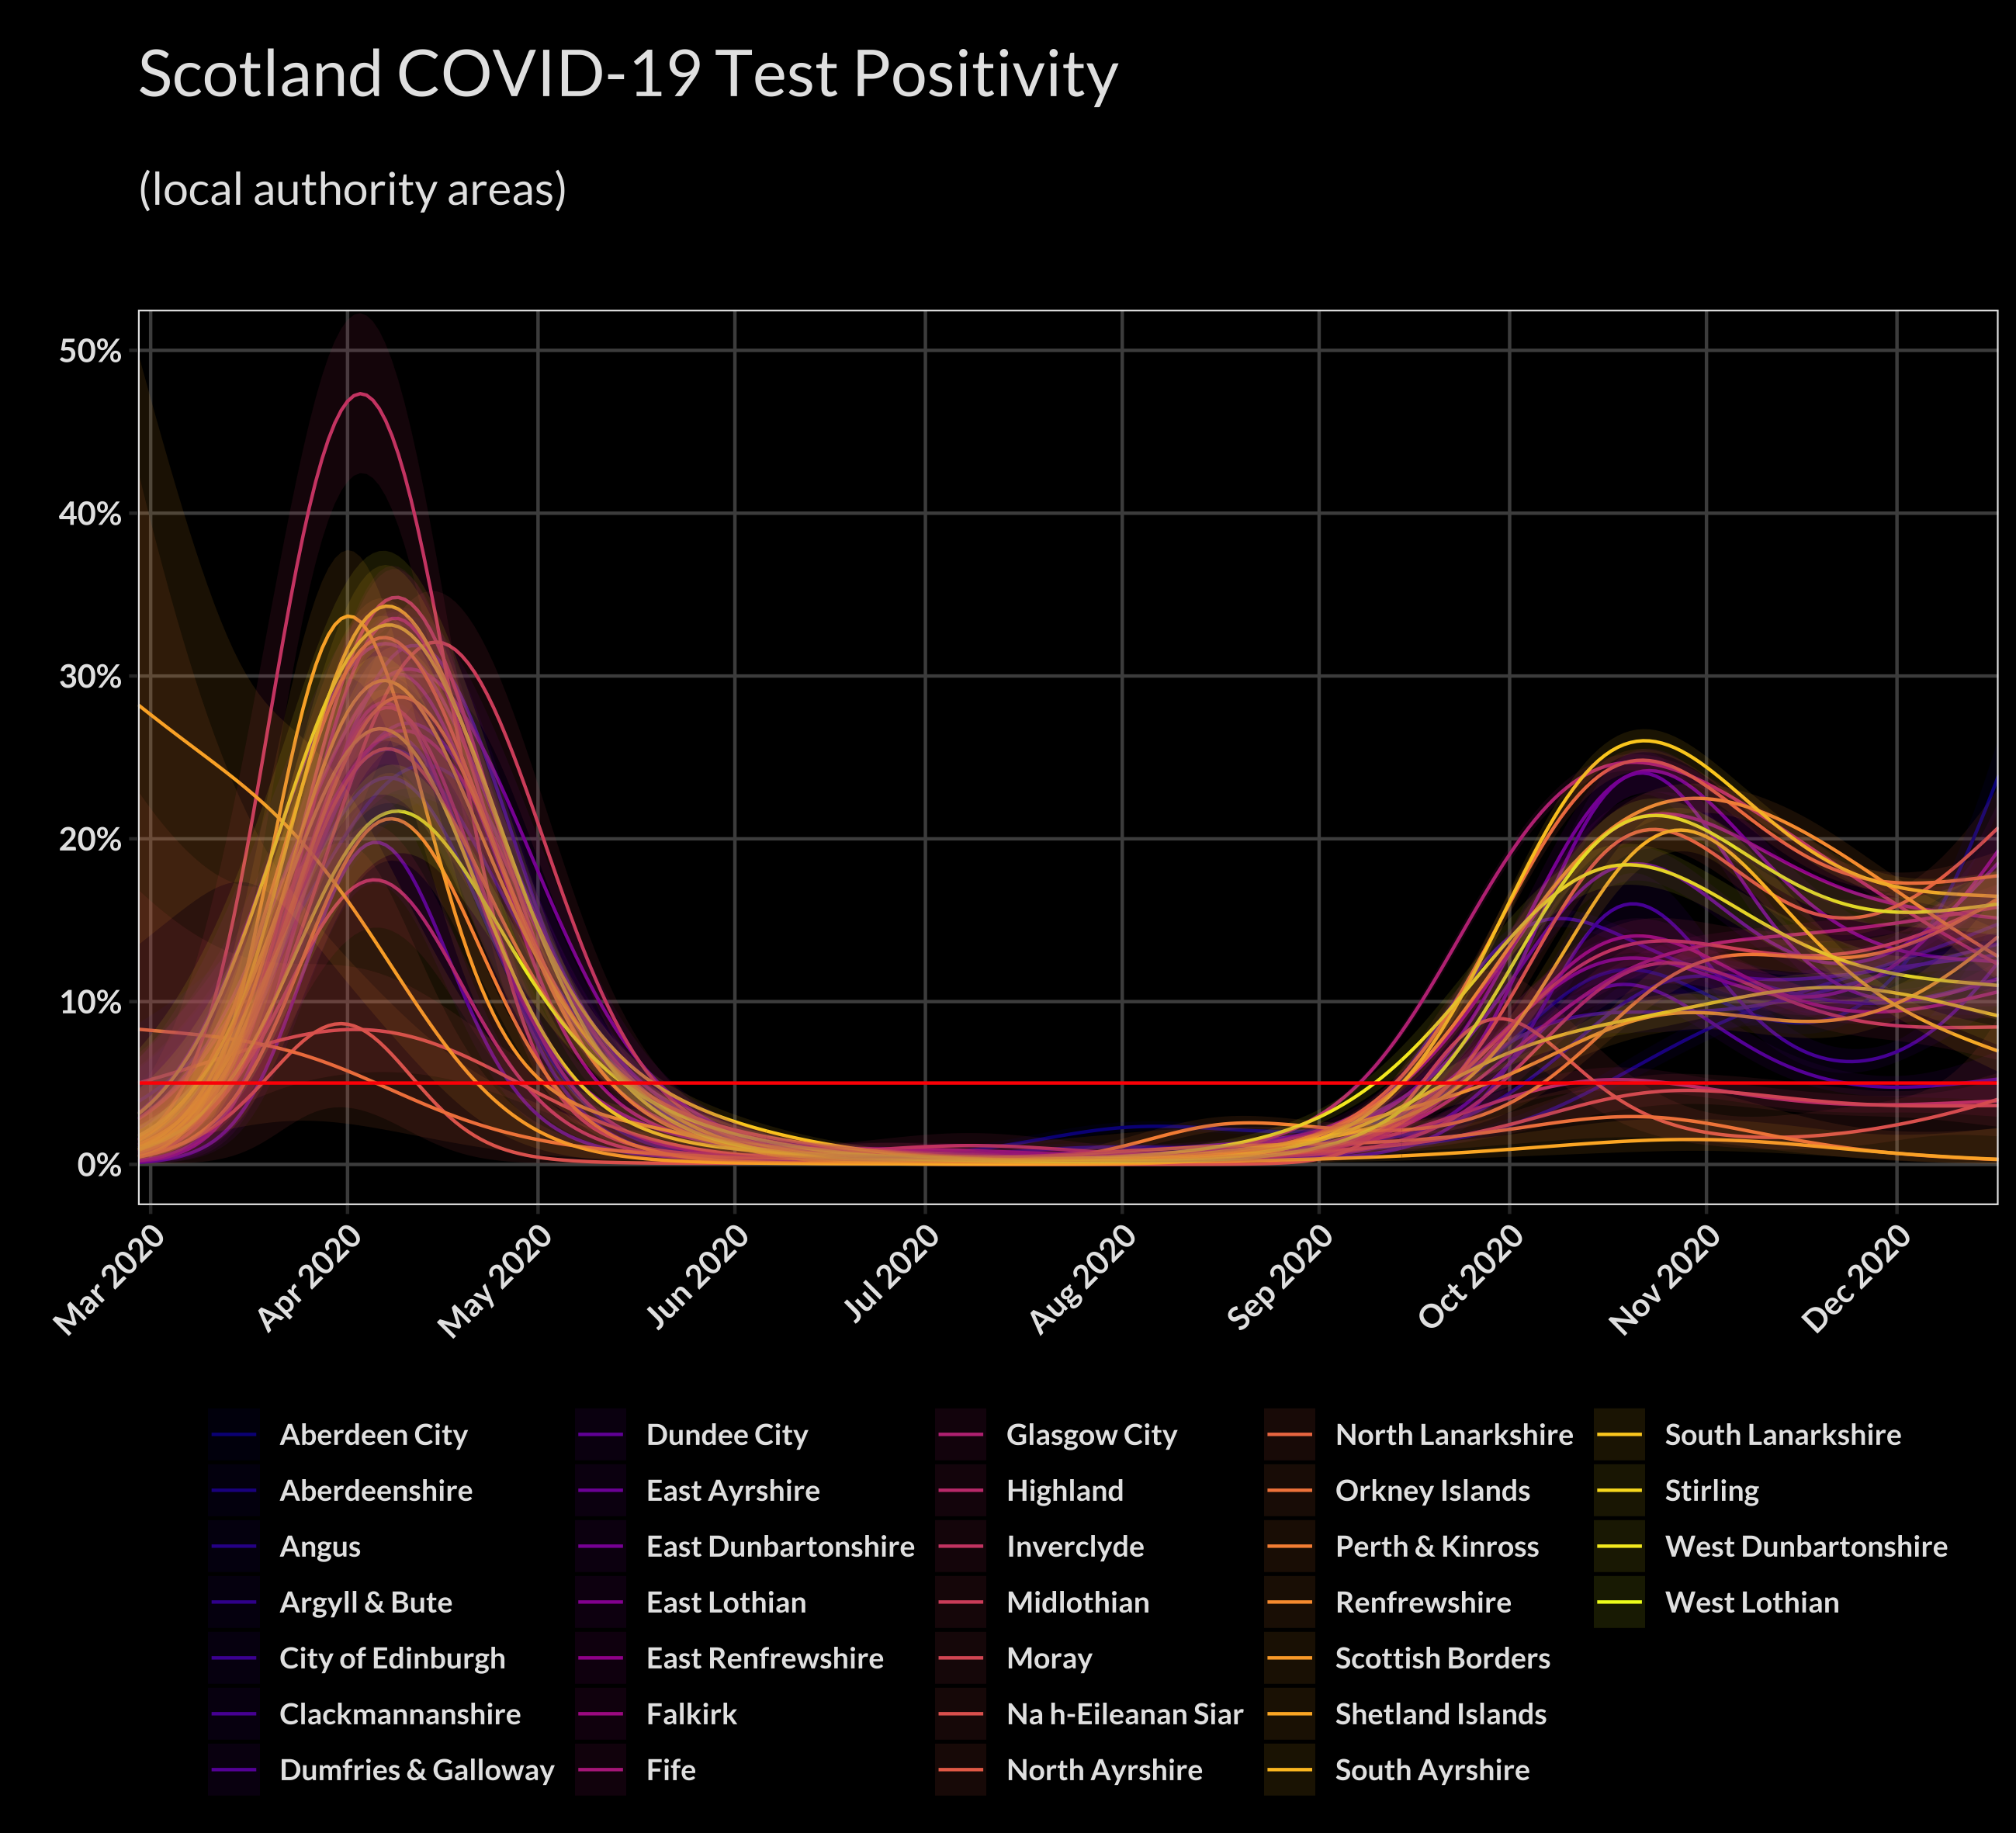 Scotland COVID-19 Test Positivity
(local authority areas)
50%
40%
30%
20%
10%
0%
Mar 2020
Apr 2020
May 2020
Jun 2020
Jul 2020
Aug 2020
Sep 2020
Oct 2020
Nov 2020
Dec 2020
Aberdeen City
Aberdeenshire
Angus
Argyll & Bute
City of Edinburgh
Clackmannanshire
Dumfries & Galloway
Dundee City
East Ayrshire
East Dunbartonshire
East Lothian
East Renfrewshire
Falkirk
Fife
Glasgow City
Highland
Inverclyde
Midlothian
Moray
Na h-Eileanan Siar
North Ayrshire
North Lanarkshire
Orkney Islands
Perth & Kinross
Renfrewshire
Scottish Borders
Shetland Islands
South Ayrshire
South Lanarkshire
Stirling
West Dunbartonshire
West Lothian